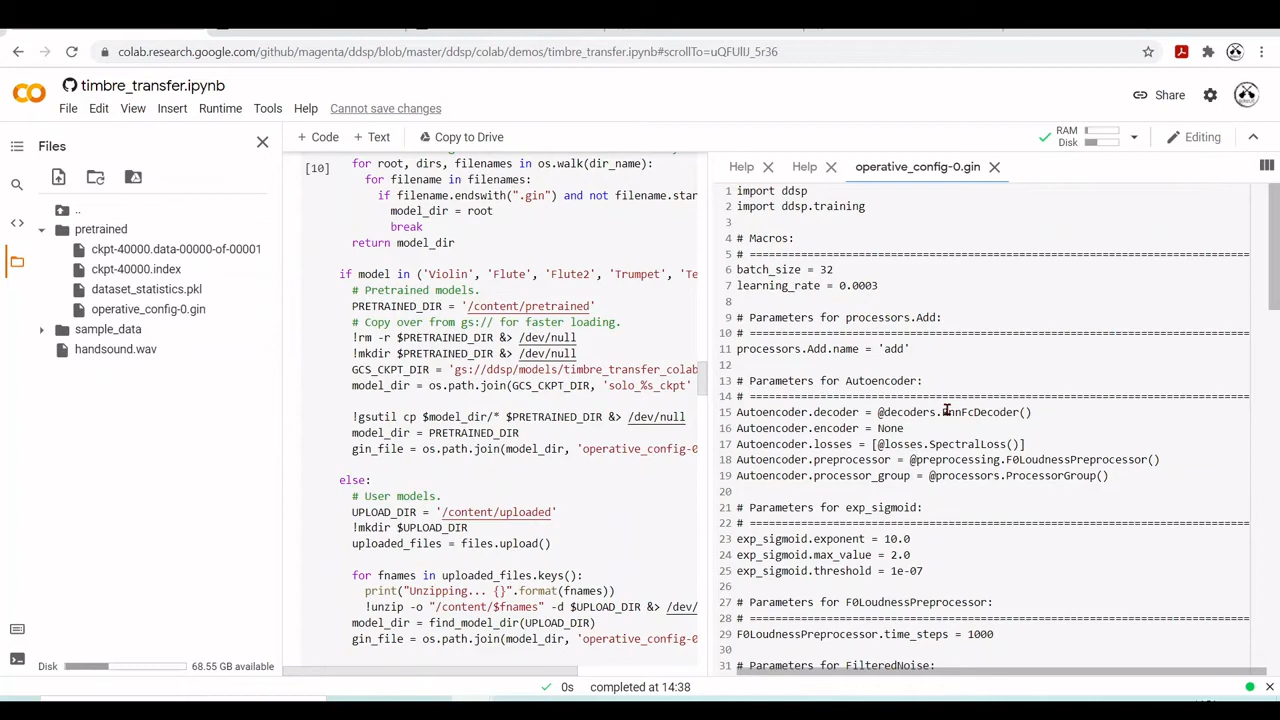 colab.research.google.com/github/magenta/ddsp/blob/master/ddsp/colab/demos/timbre_transfer.ipynb#scrollTo=uQFUlIJ_5r36
timbre_transfer.ipynb
File Edit View Insert Runtime Tools Help Cannot save changes
Share
Files
+ Code + Text Copy to Drive
RAM
Disk
Editing
..
pretrained
ckpt-40000.data-00000-of-00001
ckpt-40000.index
dataset_statistics.pkl
operative_config-0.gin
sample_data
handsound.wav
Disk 68.55 GB available
[10]
for root, dirs, filenames in os.walk(dir_name):
for filename in filenames:
if filename.endswith(".gin") and not filename.star
model_dir = root
break
return model_dir
if model in ('Violin', 'Flute', 'Flute2', 'Trumpet', 'Te
# Pretrained models.
PRETRAINED_DIR = '/content/pretrained'
# Copy over from gs:// for faster loading.
!rm -r $PRETRAINED_DIR &> /dev/null
!mkdir $PRETRAINED_DIR &> /dev/null
GCS_CKPT_DIR = 'gs://ddsp/models/timbre_transfer_colab
model_dir = os.path.join(GCS_CKPT_DIR, 'solo_%s_ckpt'
!gsutil cp $model_dir/* $PRETRAINED_DIR &> /dev/null
model_dir = PRETRAINED_DIR
gin_file = os.path.join(model_dir, 'operative_config-0
else:
# User models.
UPLOAD_DIR = '/content/uploaded'
!mkdir $UPLOAD_DIR
uploaded_files = files.upload()
for fnames in uploaded_files.keys():
print("Unzipping... {}".format(fnames))
!unzip -o "/content/$fnames" -d $UPLOAD_DIR &> /dev/
model_dir = find_model_dir(UPLOAD_DIR)
gin_file = os.path.join(model_dir, 'operative_config-0
Help Help operative_config-0.gin
1 import ddsp
2 import ddsp.training
3
4 # Macros:
5 # ==============================================================================
6 batch_size = 32
7 learning_rate = 0.0003
8
9 # Parameters for processors.Add:
10 # ==============================================================================
11 processors.Add.name = 'add'
12
13 # Parameters for Autoencoder:
14 # ==============================================================================
15 Autoencoder.decoder = @decoders.RnnFcDecoder()
16 Autoencoder.encoder = None
17 Autoencoder.losses = [@losses.SpectralLoss()]
18 Autoencoder.preprocessor = @preprocessing.F0LoudnessPreprocessor()
19 Autoencoder.processor_group = @processors.ProcessorGroup()
20
21 # Parameters for exp_sigmoid:
22 # ==============================================================================
23 exp_sigmoid.exponent = 10.0
24 exp_sigmoid.max_value = 2.0
25 exp_sigmoid.threshold = 1e-07
26
27 # Parameters for F0LoudnessPreprocessor:
28 # ==============================================================================
29 F0LoudnessPreprocessor.time_steps = 1000
30
31 # Parameters for FilteredNoise:
0s completed at 14:38